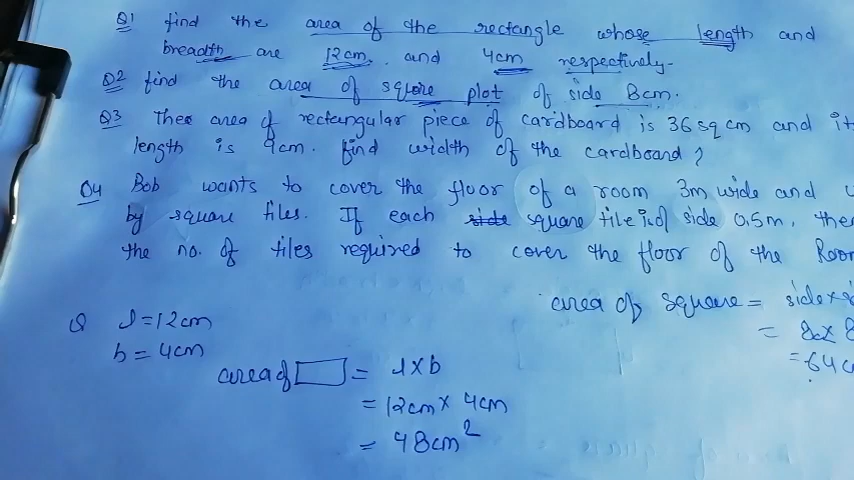 Q1 find the area of the rectangle whose length and
breadth are 12cm. and 4cm respectively-
Q2 find the area of square plot of side 8cm.
Q3 The area of rectangular piece of cardboard is 36 sq cm and its
length is 9cm. find width of the cardboard ?
Q4 Bob wants to cover the floor of a room 3m wide and
by square tiles. If each side square tile is of side 0.5m, then
the no. of tiles required to cover the floor of the Room
area of square = side ×
= 8 × 8
= 64
l = 12cm
b = 4cm
area of = l × b
= 12cm × 4cm
= 48cm²